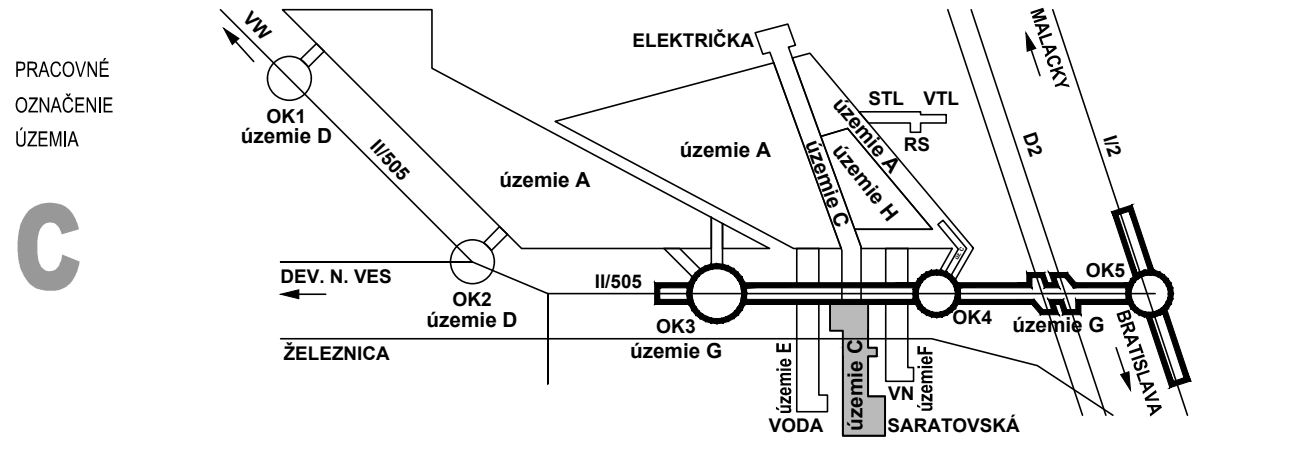 PRACOVNÉ
OZNAČENIE
ÚZEMIA
C
VW
OK1
územie D
II/505
územie A
ELEKTRIČKA
územie A
územie C
územie A
územie H
STL VTL
RS
MALACKY
D2
I/2
DEV. N. VES
OK2
územie D
II/505
OK3
územie G
OK4
OK5
územie G
BRATISLAVA
ŽELEZNICA
územie E
VODA
územie C
SARATOVSKÁ
VN
územieF